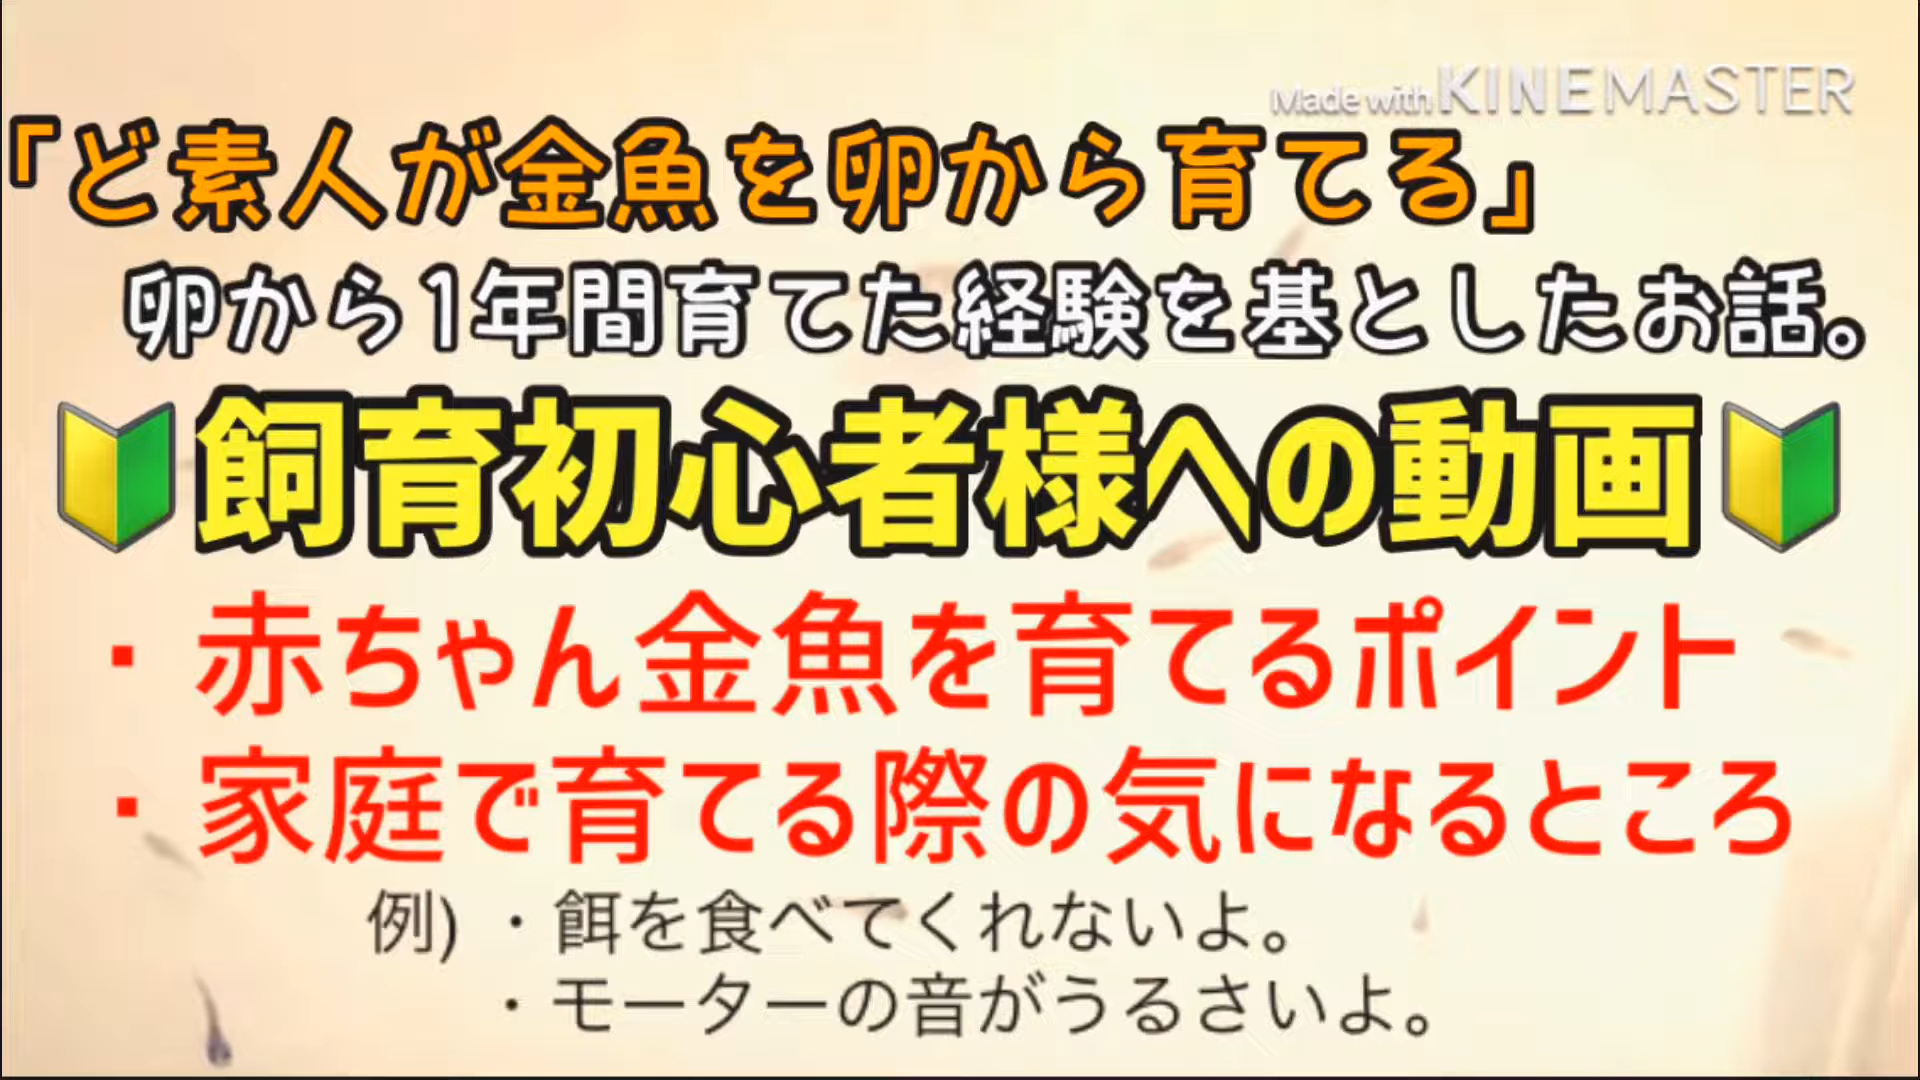 Made with KINEMASTER
「ど素人が金魚を卵から育てる」
卵から1年間育てた経験を基としたお話。
🔰飼育初心者様への動画🔰
・赤ちゃん金魚を育てるポイント
・家庭で育てる際の気になるところ
例) ・餌を食べてくれないよ。
・モーターの音がうるさいよ。